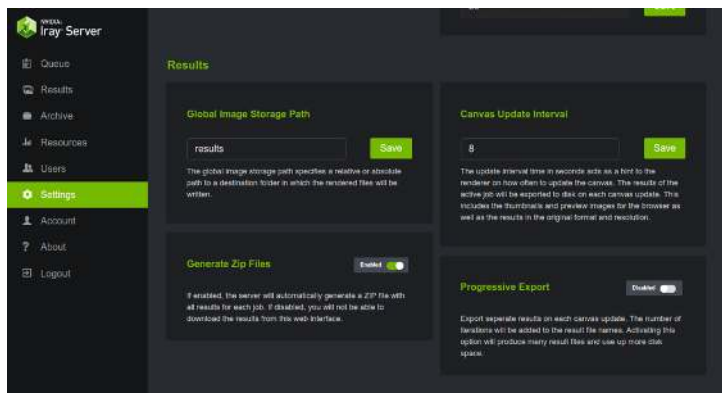 NVIDIA.
Iray Server
Save
Queue
Results
Archive
Resources
Users
Settings
Account
About
Logout
Results
Global Image Storage Path
results
Save
The global image storage path specifies a relative or absolute
path to a destination folder in which the rendered files will be
written.
Canvas Update Interval
8
Save
The update interval time in seconds acts as a hint to the
renderer on how often to update the canvas. The results of the
active job will be exported to disk on each canvas update. This
includes the thumbnails and preview images for the browser as
well as the results in the original format and resolution.
Generate Zip Files
Enabled
If enabled, the server will automatically generate a ZIP file with
all results for each job. If disabled, you will not be able to
download the results from this web interface.
Progressive Export
Disabled
Export seperate results on each canvas update. The number of
iterations will be added to the result file names. Activating this
option will produce many result files and use up more disk
space.